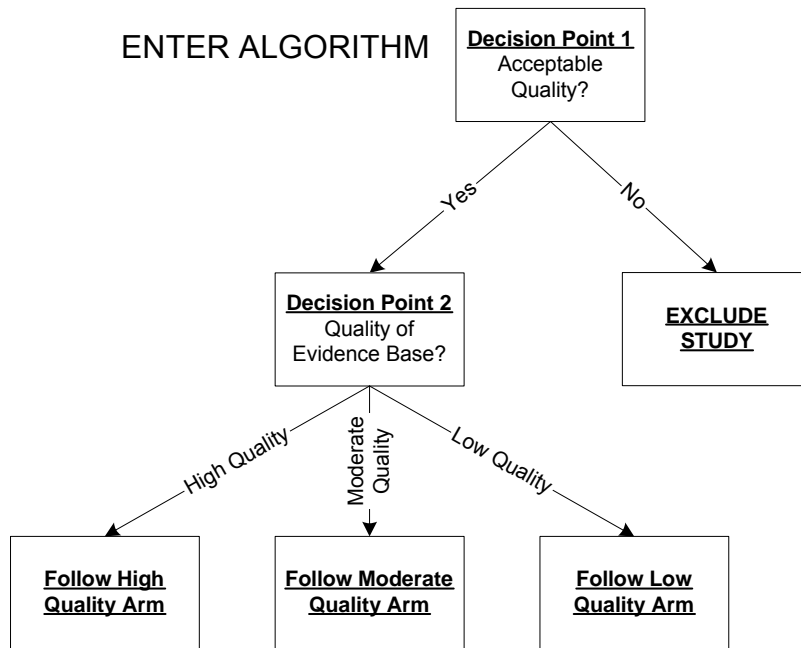 ENTER ALGORITHM
Decision Point 1
Acceptable
Quality?
Yes
No
Decision Point 2
Quality of
Evidence Base?
EXCLUDE
STUDY
High Quality
Moderate
Quality
Low Quality
Follow High
Quality Arm
Follow Moderate
Quality Arm
Follow Low
Quality Arm